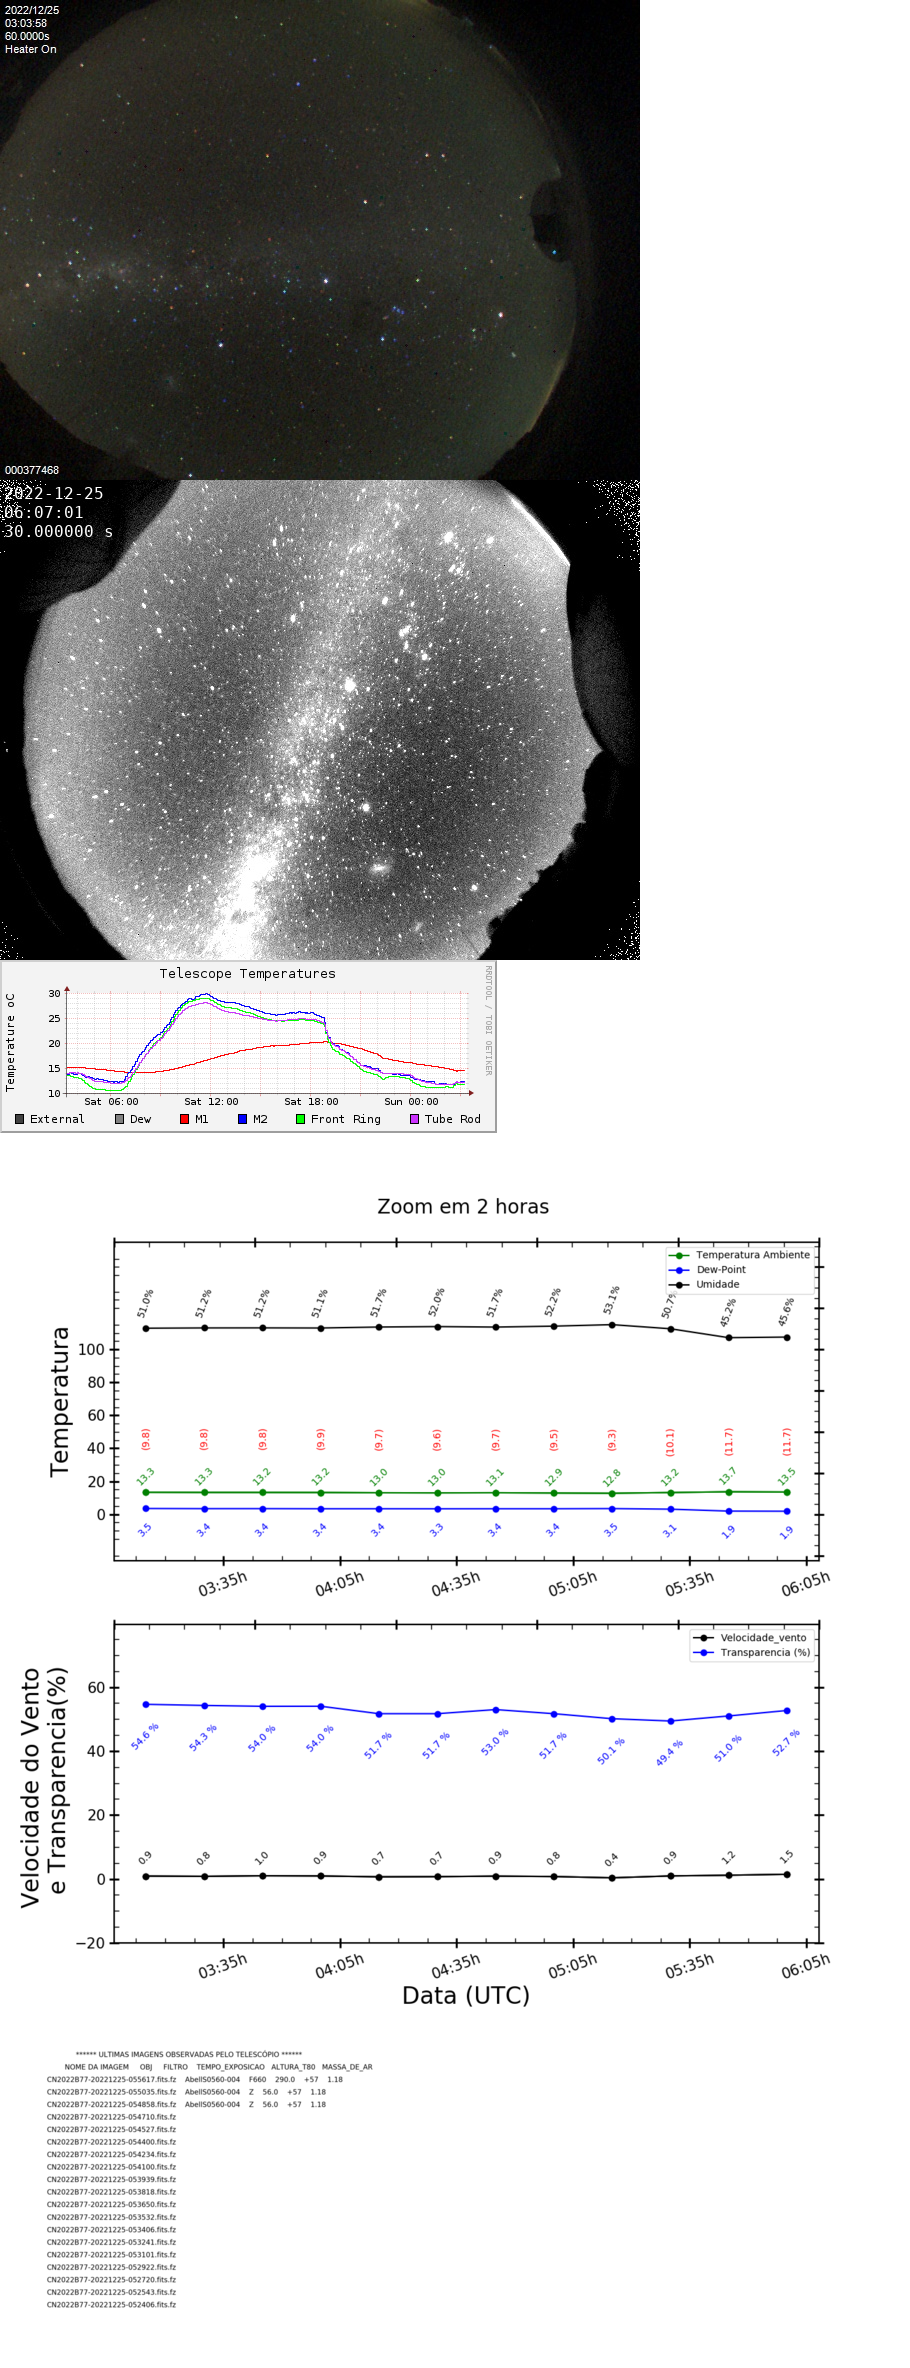 2022/12/25
03:03:58
60.0000s
Heater On
000377468
2022-12-25
06:07:01
30.000000 s
Telescope Temperatures
RRDTOOL / TOBI OETIKER
Temperature oC
30
25
20
15
10
Sat 06:00 Sat 12:00 Sat 18:00 Sun 00:00
External Dew M1 M2 Front Ring Tube Rod
Zoom em 2 horas
Temperatura Ambiente
Dew-Point
Umidade
51.0% 51.2% 51.2% 51.1% 51.7% 52.0% 51.7% 52.2% 53.1% 50.7% 45.2% 45.6%
Temperatura
100
80
60
40
20
0
(9.8) (9.8) (9.8) (9.9) (9.7) (9.6) (9.7) (9.5) (9.3) (10.1) (11.7) (11.7)
13.3 13.3 13.2 13.2 13.0 13.0 13.1 12.9 12.8 13.2 13.7 13.5
3.5 3.4 3.4 3.4 3.4 3.3 3.4 3.4 3.5 3.1 1.9 1.9
03:35h 04:05h 04:35h 05:05h 05:35h 06:05h
Velocidade_vento
Transparencia (%)
Velocidade do Vento
e Transparencia(%)
60
40
20
0
−20
54.6 % 54.3 % 54.0 % 54.0 % 51.7 % 51.7 % 53.0 % 51.7 % 50.1 % 49.4 % 51.0 % 52.7 %
0.9 0.8 1.0 0.9 0.7 0.7 0.9 0.8 0.4 0.9 1.2 1.5
03:35h 04:05h 04:35h 05:05h 05:35h 06:05h
Data (UTC)
****** ULTIMAS IMAGENS OBSERVADAS PELO TELESCÓPIO ******
NOME DA IMAGEM OBJ FILTRO TEMPO_EXPOSICAO ALTURA_T80 MASSA_DE_AR
CN2022B77-20221225-055617.fits.fz AbellS0560-004 F660 290.0 +57 1.18
CN2022B77-20221225-055035.fits.fz AbellS0560-004 Z 56.0 +57 1.18
CN2022B77-20221225-054858.fits.fz AbellS0560-004 Z 56.0 +57 1.18
CN2022B77-20221225-054710.fits.fz
CN2022B77-20221225-054527.fits.fz
CN2022B77-20221225-054400.fits.fz
CN2022B77-20221225-054234.fits.fz
CN2022B77-20221225-054100.fits.fz
CN2022B77-20221225-053939.fits.fz
CN2022B77-20221225-053818.fits.fz
CN2022B77-20221225-053650.fits.fz
CN2022B77-20221225-053532.fits.fz
CN2022B77-20221225-053406.fits.fz
CN2022B77-20221225-053241.fits.fz
CN2022B77-20221225-053101.fits.fz
CN2022B77-20221225-052922.fits.fz
CN2022B77-20221225-052720.fits.fz
CN2022B77-20221225-052543.fits.fz
CN2022B77-20221225-052406.fits.fz